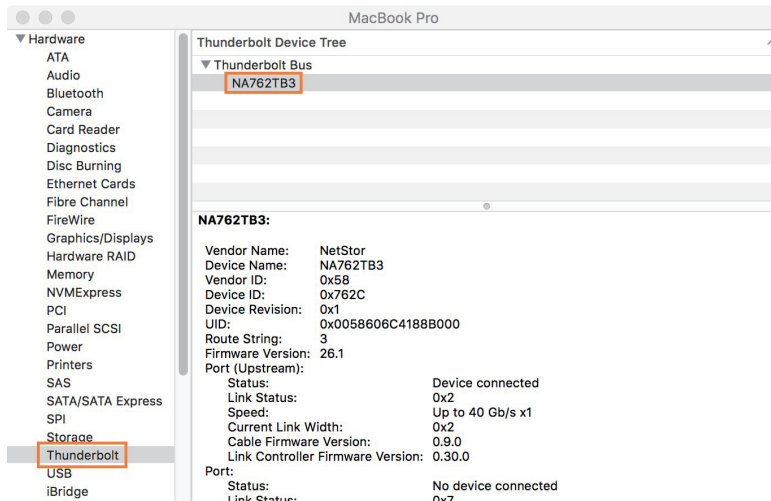 MacBook Pro
▼ Hardware
ATA
Audio
Bluetooth
Camera
Card Reader
Diagnostics
Disc Burning
Ethernet Cards
Fibre Channel
FireWire
Graphics/Displays
Hardware RAID
Memory
NVMExpress
PCI
Parallel SCSI
Power
Printers
SAS
SATA/SATA Express
SPI
Storage
Thunderbolt
USB
iBridge
Thunderbolt Device Tree
▼ Thunderbolt Bus
NA762TB3
NA762TB3:
Vendor Name: NetStor
Device Name: NA762TB3
Vendor ID: 0x58
Device ID: 0x762C
Device Revision: 0x1
UID: 0x0058606C4188B000
Route String: 3
Firmware Version: 26.1
Port (Upstream):
Status: Device connected
Link Status: 0x2
Speed: Up to 40 Gb/s x1
Current Link Width: 0x2
Cable Firmware Version: 0.9.0
Link Controller Firmware Version: 0.30.0
Port:
Status: No device connected
Link Status: 0x7